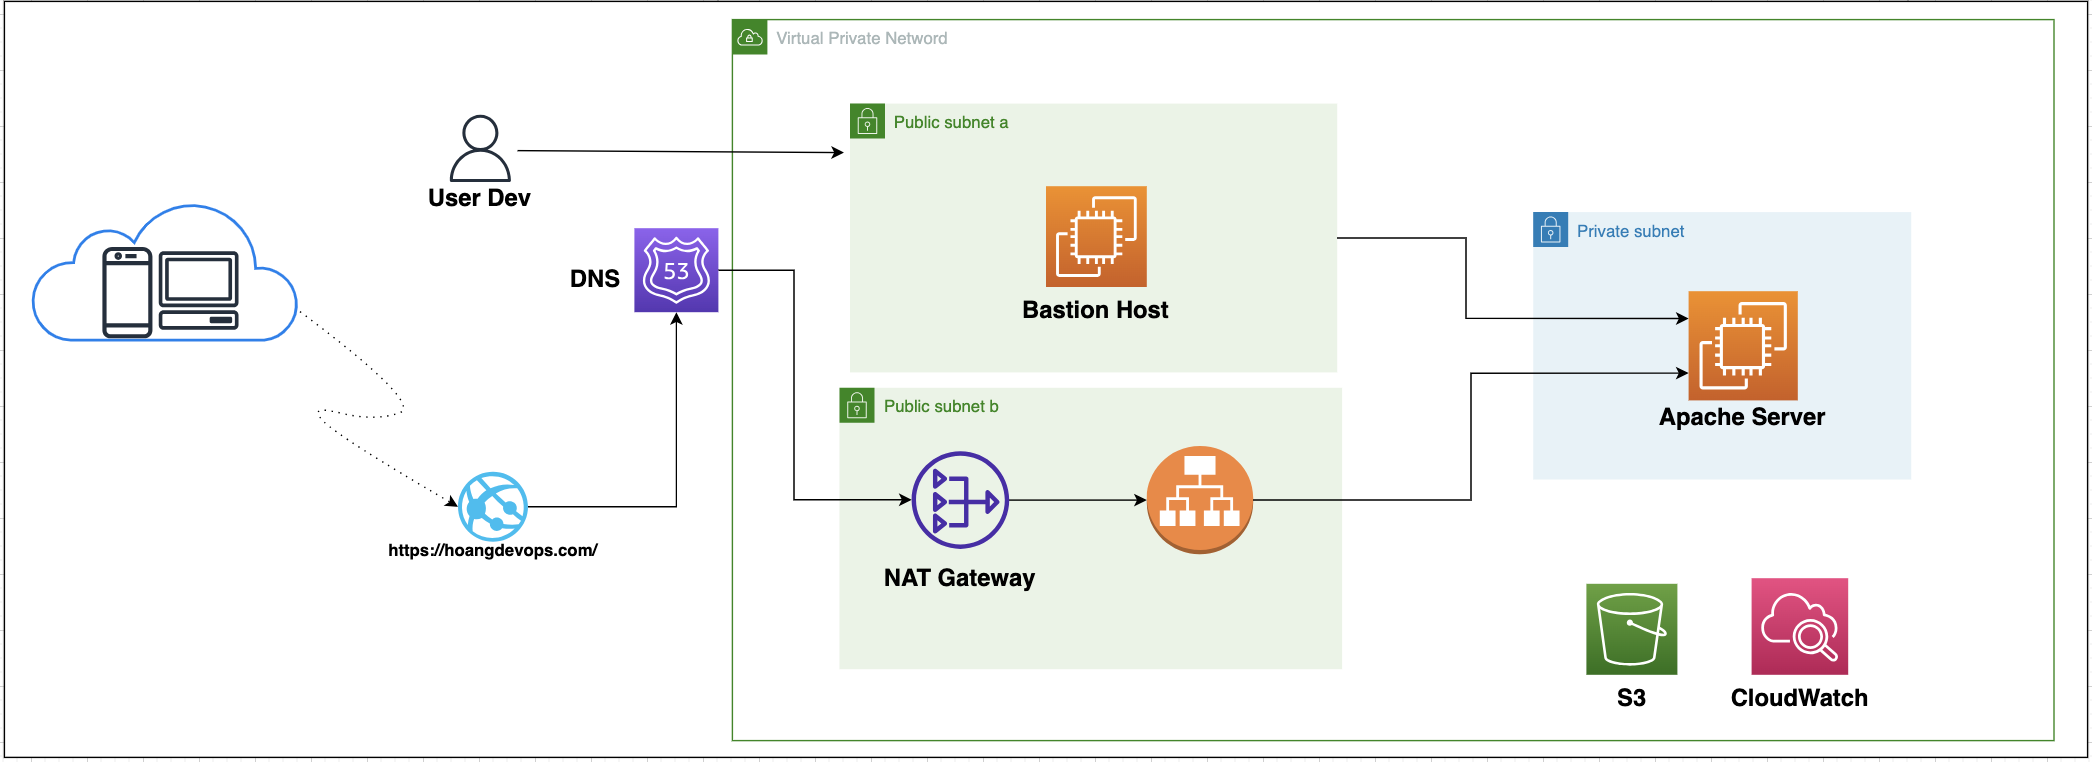 Virtual Private Netword
Public subnet a
User Dev
53
DNS
Bastion Host
Private subnet
Apache Server
Public subnet b
NAT Gateway
https://hoangdevops.com/
S3
CloudWatch